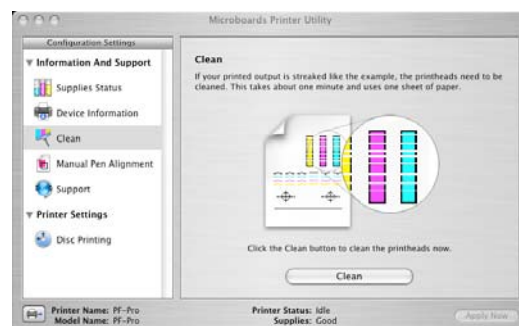 Microboards Printer Utility
Configuration Settings
Information And Support
Supplies Status
Device Information
Clean
Manual Pen Alignment
Support
Printer Settings
Disc Printing
Clean
If your printed output is streaked like the example, the printheads need to be
cleaned. This takes about one minute and uses one sheet of paper.
Click the Clean button to clean the printheads now.
Clean
Printer Name: PF-Pro
Model Name: PF-Pro
Printer Status: Idle
Supplies: Good
Apply Now